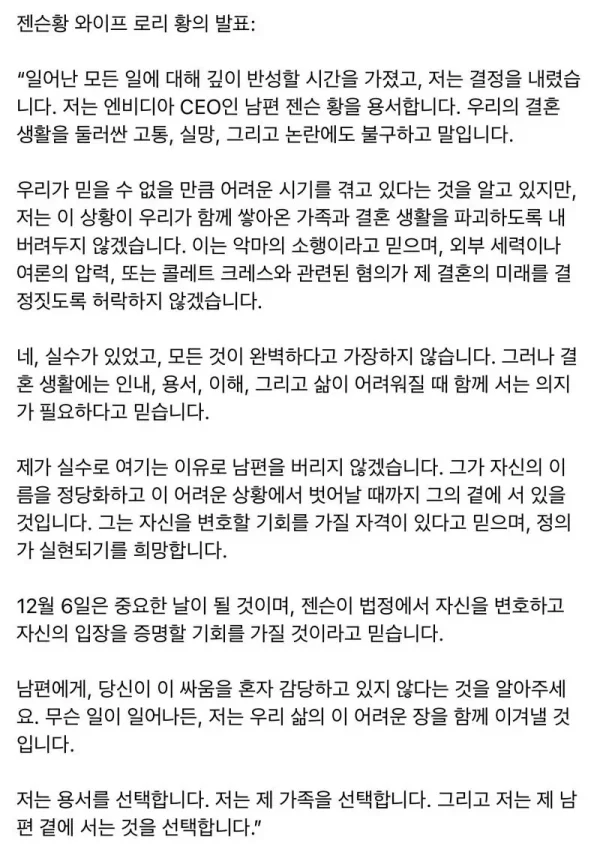 젠슨황 와이프 로리 황의 발표:
“일어난 모든 일에 대해 깊이 반성할 시간을 가졌고, 저는 결정을 내렸습
니다. 저는 엔비디아 CEO인 남편 젠슨 황을 용서합니다. 우리의 결혼
생활을 둘러싼 고통, 실망, 그리고 논란에도 불구하고 말입니다.
우리가 믿을 수 없을 만큼 어려운 시기를 겪고 있다는 것을 알고 있지만,
저는 이 상황이 우리가 함께 쌓아온 가족과 결혼 생활을 파괴하도록 내
버려두지 않겠습니다. 이는 악마의 소행이라고 믿으며, 외부 세력이나
여론의 압력, 또는 콜레트 크레스와 관련된 혐의가 제 결혼의 미래를 결
정짓도록 허락하지 않겠습니다.
네, 실수가 있었고, 모든 것이 완벽하다고 가장하지 않습니다. 그러나 결
혼 생활에는 인내, 용서, 이해, 그리고 삶이 어려워질 때 함께 서는 의지
가 필요하다고 믿습니다.
제가 실수로 여기는 이유로 남편을 버리지 않겠습니다. 그가 자신의 이
름을 정당화하고 이 어려운 상황에서 벗어날 때까지 그의 곁에 서 있을
것입니다. 그는 자신을 변호할 기회를 가질 자격이 있다고 믿으며, 정의
가 실현되기를 희망합니다.
12월 6일은 중요한 날이 될 것이며, 젠슨이 법정에서 자신을 변호하고
자신의 입장을 증명할 기회를 가질 것이라고 믿습니다.
남편에게, 당신이 이 싸움을 혼자 감당하고 있지 않다는 것을 알아주세
요. 무슨 일이 일어나든, 저는 우리 삶의 이 어려운 장을 함께 이겨낼 것
입니다.
저는 용서를 선택합니다. 저는 제 가족을 선택합니다. 그리고 저는 제 남
편 곁에 서는 것을 선택합니다.”